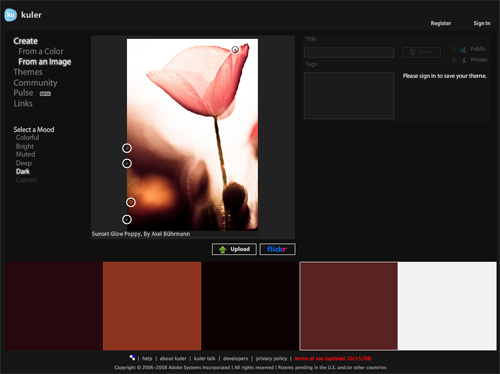 ku kuler
Register Sign In
Create
From a Color
From an Image
Themes
Community
Pulse BETA
Links
Select a Mood
Colorful
Bright
Muted
Deep
Dark
Custom
Sunset Glow Poppy, By Axel Bührmann
Upload flickr
Title:
Save
Public
Private
Tags:
Please sign in to save your theme.
| help | about kuler | kuler talk | developers | privacy policy | terms of use (updated 10/15/08)
Copyright © 2006-2008 Adobe Systems Incorporated | All rights reserved | Patents pending in the U.S. and/or other countries